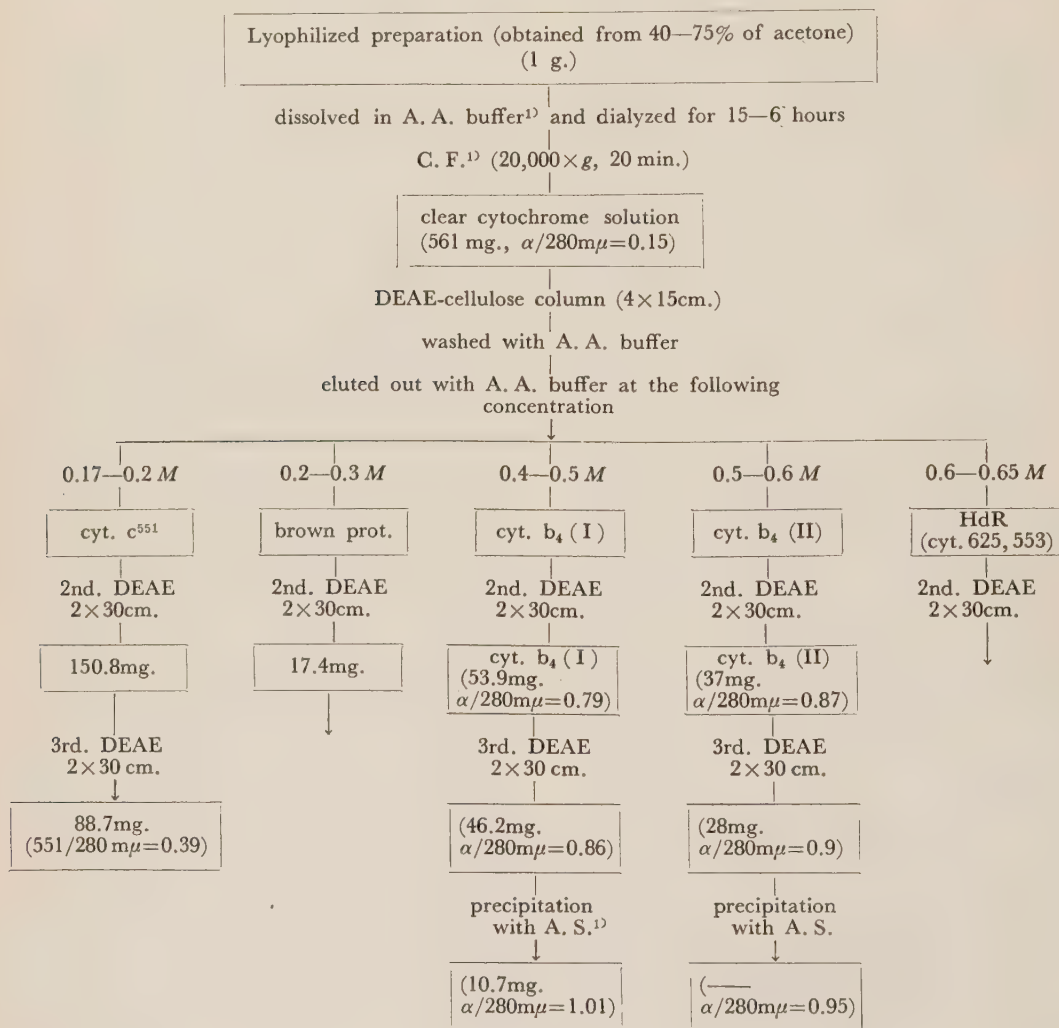 Lyophilized preparation (obtained from 40—75% of acetone)
(1 g.)
dissolved in A. A. buffer¹⁾ and dialyzed for 15—6 hours
C. F.¹⁾ (20,000×g, 20 min.)
clear cytochrome solution
(561 mg., α/280mμ=0.15)
DEAE-cellulose column (4×15cm.)
washed with A. A. buffer
eluted out with A. A. buffer at the following
concentration
0.17—0.2 M 0.2—0.3 M 0.4—0.5 M 0.5—0.6 M 0.6—0.65 M
cyt. c⁵⁵¹ brown prot. cyt. b₄ (I) cyt. b₄ (II) HdR
(cyt. 625, 553)
2nd. DEAE 2nd. DEAE 2nd. DEAE 2nd. DEAE 2nd. DEAE
2×30cm. 2×30cm. 2×30cm. 2×30cm. 2×30cm.
150.8mg. 17.4mg. cyt. b₄ (I) cyt. b₄ (II)
(53.9mg. (37mg.
α/280mμ=0.79) α/280mμ=0.87)
3rd. DEAE 3rd. DEAE 3rd. DEAE
2×30 cm. 2×30 cm. 2×30 cm.
88.7mg. (46.2mg. (28mg.
(551/280 mμ=0.39) α/280mμ=0.86) α/280mμ=0.9)
precipitation precipitation
with A. S.¹⁾ with A. S.
(10.7mg. (——
α/280mμ=1.01) α/280mμ=0.95)